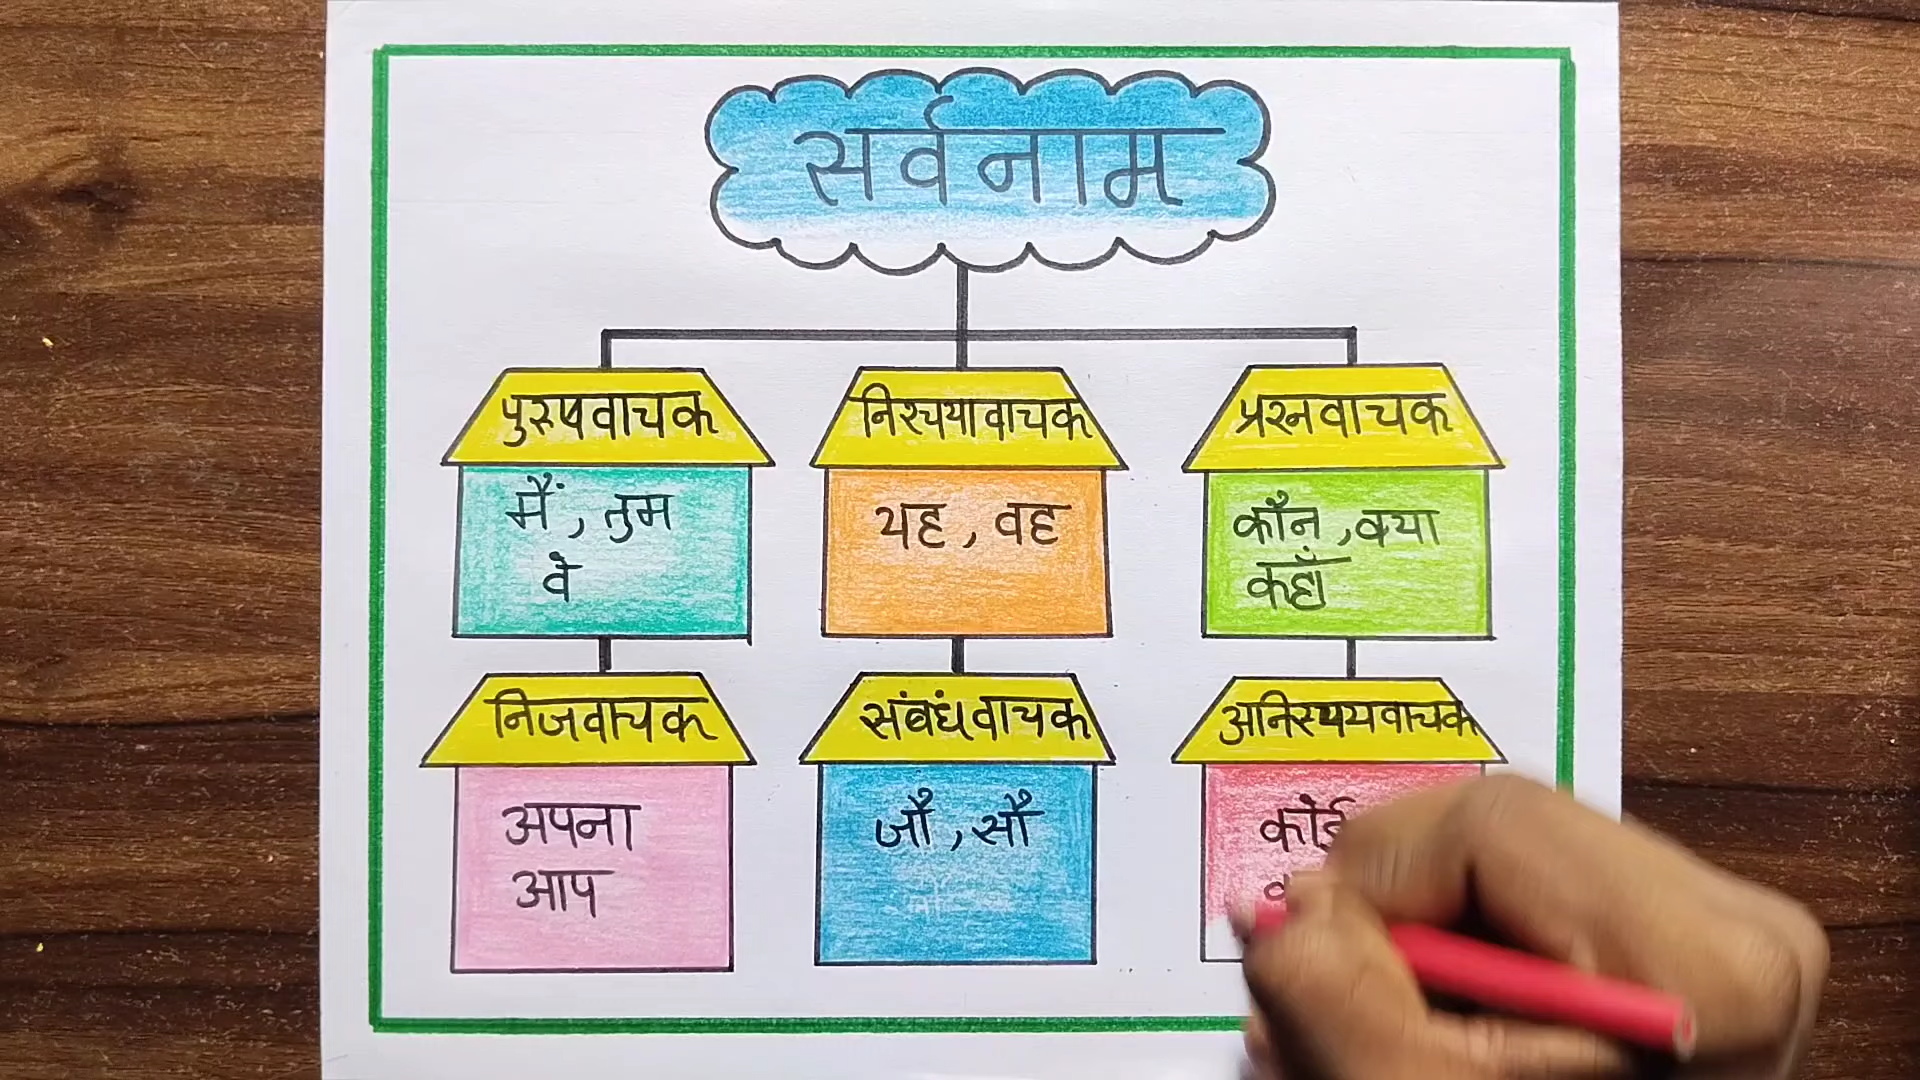 सर्वनाम
पुरुषवाचक
निश्चयावाचक
प्रश्नवाचक
मैं, तुम
वे
यह, वह
कौन, क्या
कहाँ
निजवाचक
संबंधवाचक
अनिश्चयवाचक
अपना
आप
जौ, सौ
कोई